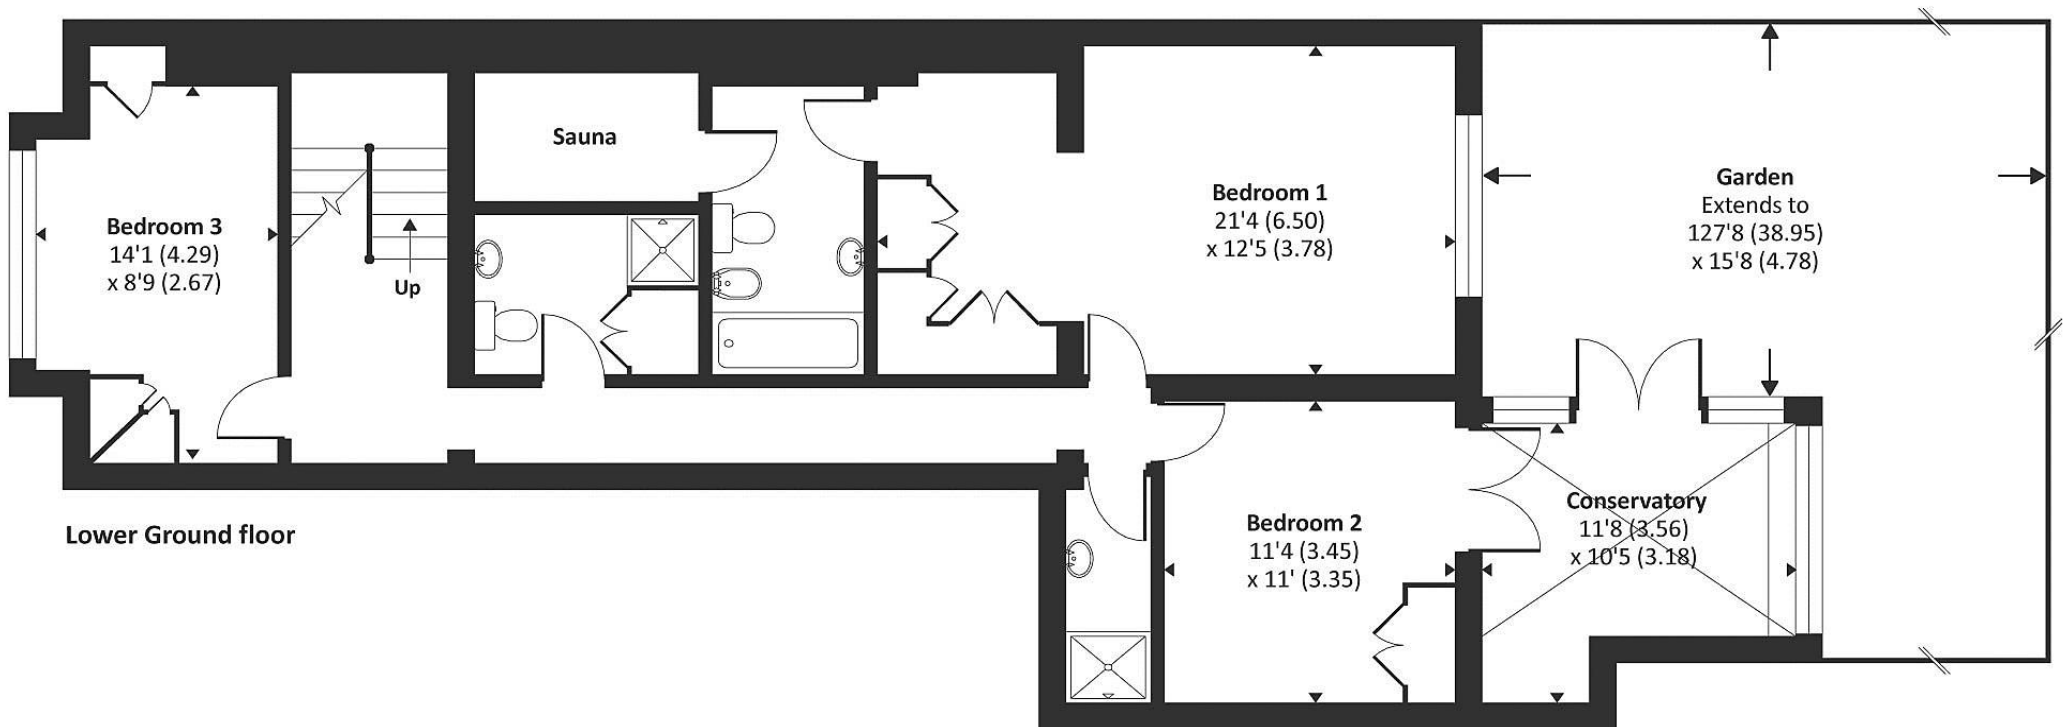 Sauna
Bedroom 3
14'1 (4.29)
x 8'9 (2.67)
Up
Bedroom 1
21'4 (6.50)
x 12'5 (3.78)
Garden
Extends to
127'8 (38.95)
x 15'8 (4.78)
Lower Ground floor
Bedroom 2
11'4 (3.45)
x 11' (3.35)
Conservatory
11'8 (3.56)
x 10'5 (3.18)